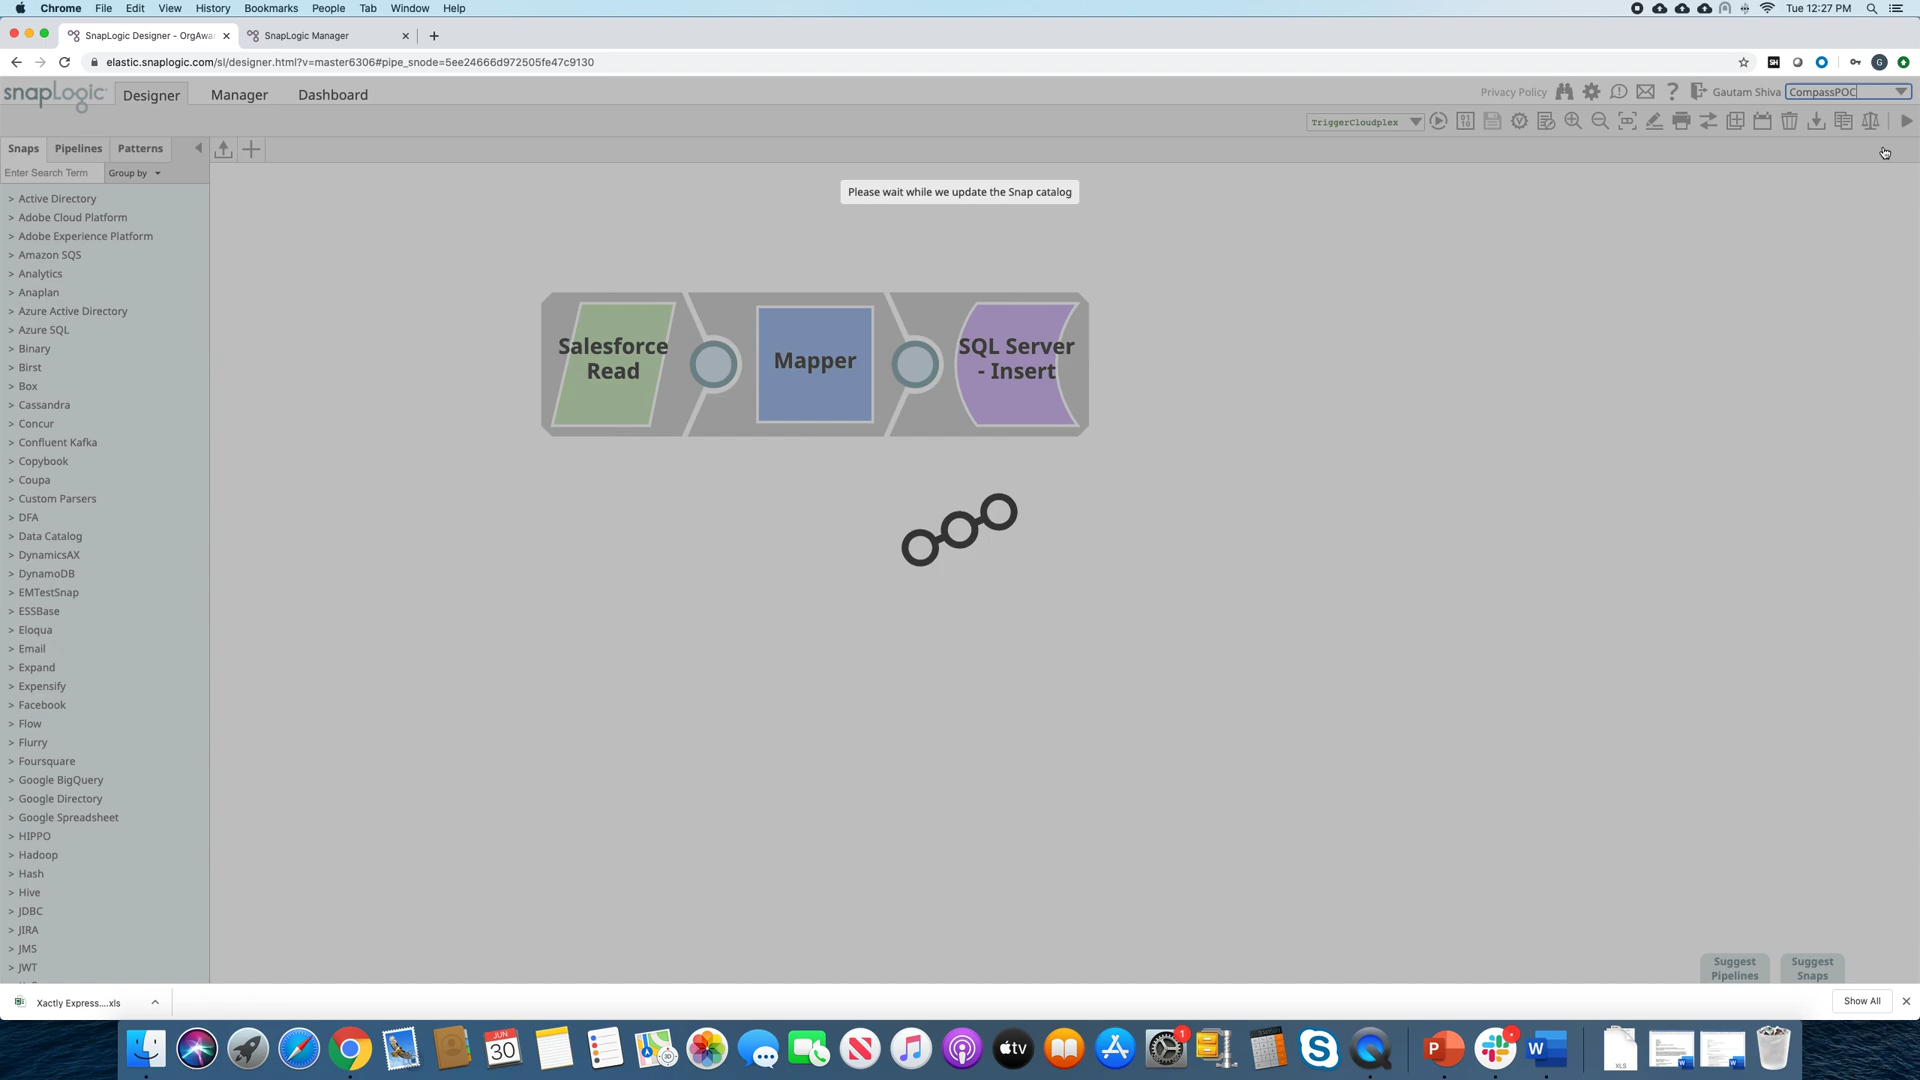 Chrome File Edit View History Bookmarks People Tab Window Help
Tue 12:27 PM
SnapLogic Designer - OrgAwa
SnapLogic Manager
elastic.snaplogic.com/sl/designer.html?v=master6306#pipe_snode=5ee24666d972505fe47c9130
SH
G
snapLogic
Designer
Manager
Dashboard
Privacy Policy
Gautam Shiva
CompassPOC
TriggerCloudplex
Snaps
Pipelines
Patterns
Enter Search Term
Group by
Please wait while we update the Snap catalog
> Active Directory
> Adobe Cloud Platform
> Adobe Experience Platform
> Amazon SQS
> Analytics
> Anaplan
> Azure Active Directory
> Azure SQL
> Binary
> Birst
> Box
> Cassandra
> Concur
> Confluent Kafka
> Copybook
> Coupa
> Custom Parsers
> DFA
> Data Catalog
> DynamicsAX
> DynamoDB
> EMTestSnap
> ESSBase
> Eloqua
> Email
> Expand
> Expensify
> Facebook
> Flow
> Flurry
> Foursquare
> Google BigQuery
> Google Directory
> Google Spreadsheet
> HIPPO
> Hadoop
> Hash
> Hive
> JDBC
> JIRA
> JMS
> JWT
Salesforce
Read
Mapper
SQL Server
- Insert
Suggest
Pipelines
Suggest
Snaps
Xactly Express....xls
Show All
JUN
30
3D
tv
1
P
W
XLS